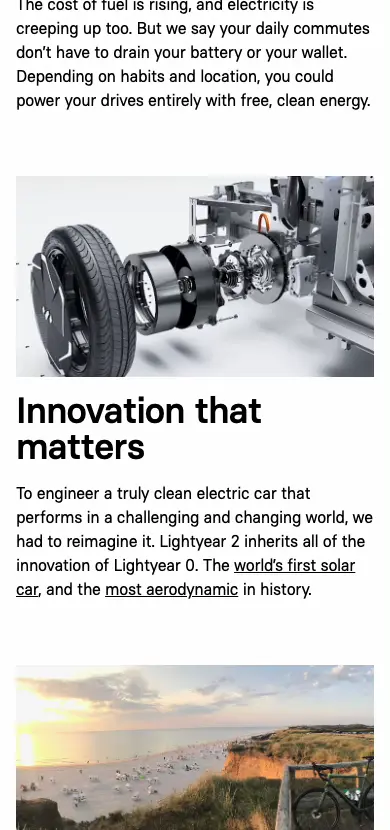 The cost of fuel is rising, and electricity is
creeping up too. But we say your daily commutes
don’t have to drain your battery or your wallet.
Depending on habits and location, you could
power your drives entirely with free, clean energy.
Innovation that
matters
To engineer a truly clean electric car that
performs in a challenging and changing world, we
had to reimagine it. Lightyear 2 inherits all of the
innovation of Lightyear 0. The world’s first solar
car, and the most aerodynamic in history.